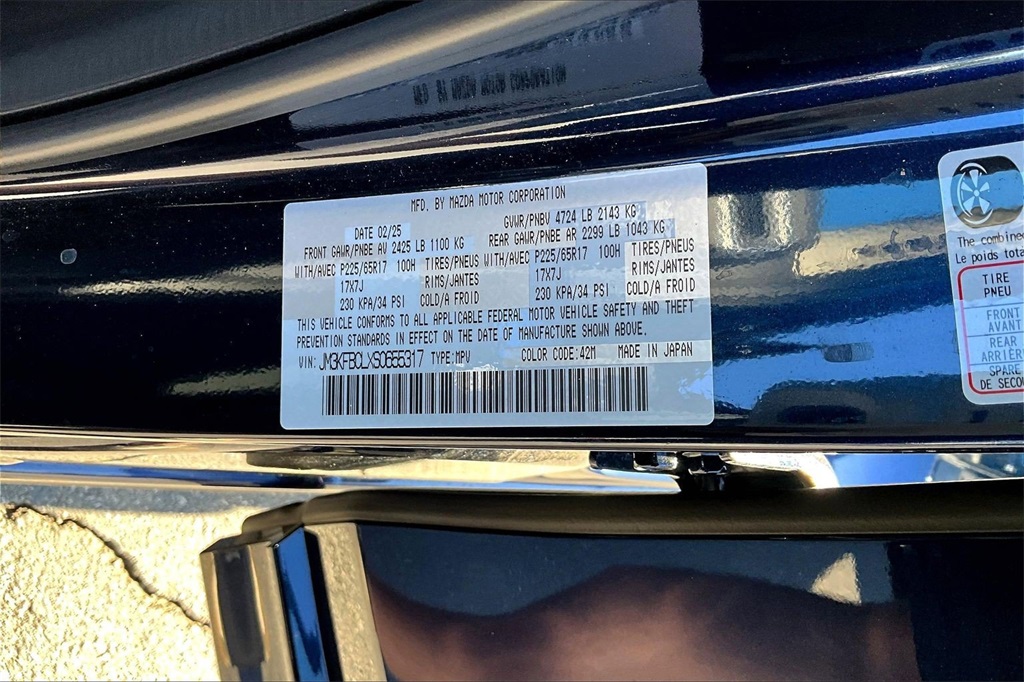 MFD. BY MAZDA MOTOR CORPORATION
DATE 02/25 GVWR/PNBV 4724 LB 2143 KG
FRONT GAWR/PNBE AV 2425 LB 1100 KG REAR GAWR/PNBE AR 2299 LB 1043 KG
WITH/AVEC P225/65R17 100H TIRES/PNEUS WITH/AVEC P225/65R17 100H TIRES/PNEUS
17X7J RIMS/JANTES 17X7J RIMS/JANTES
230 KPA/34 PSI COLD/A FROID 230 KPA/34 PSI COLD/A FROID
THIS VEHICLE CONFORMS TO ALL APPLICABLE FEDERAL MOTOR VEHICLE SAFETY AND THEFT
PREVENTION STANDARDS IN EFFECT ON THE DATE OF MANUFACTURE SHOWN ABOVE.
VIN: JM3KFBCLXS0655317 TYPE:MPV COLOR CODE:42M MADE IN JAPAN
The combine
Le poids tota
TIRE
PNEU
FRONT
AVANT
REAR
ARRIÈRE
SPARE
DE SECOU